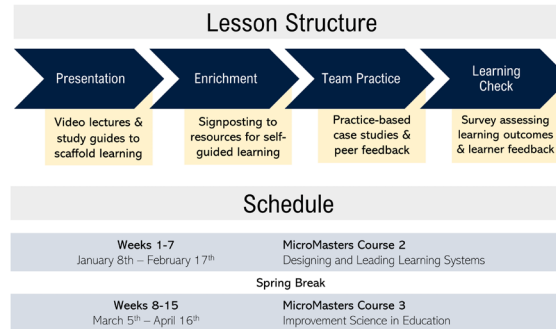 Lesson Structure
Presentation
Enrichment
Team Practice
Learning
Check
Video lectures &
study guides to
scaffold learning
Signposting to
resources for self-
guided learning
Practice-based
case studies &
peer feedback
Survey assessing
learning outcomes
& learner feedback
Schedule
Weeks 1-7 MicroMasters Course 2
January 8th – February 17th Designing and Leading Learning Systems
Spring Break
Weeks 8-15 MicroMasters Course 3
March 5th – April 16th Improvement Science in Education